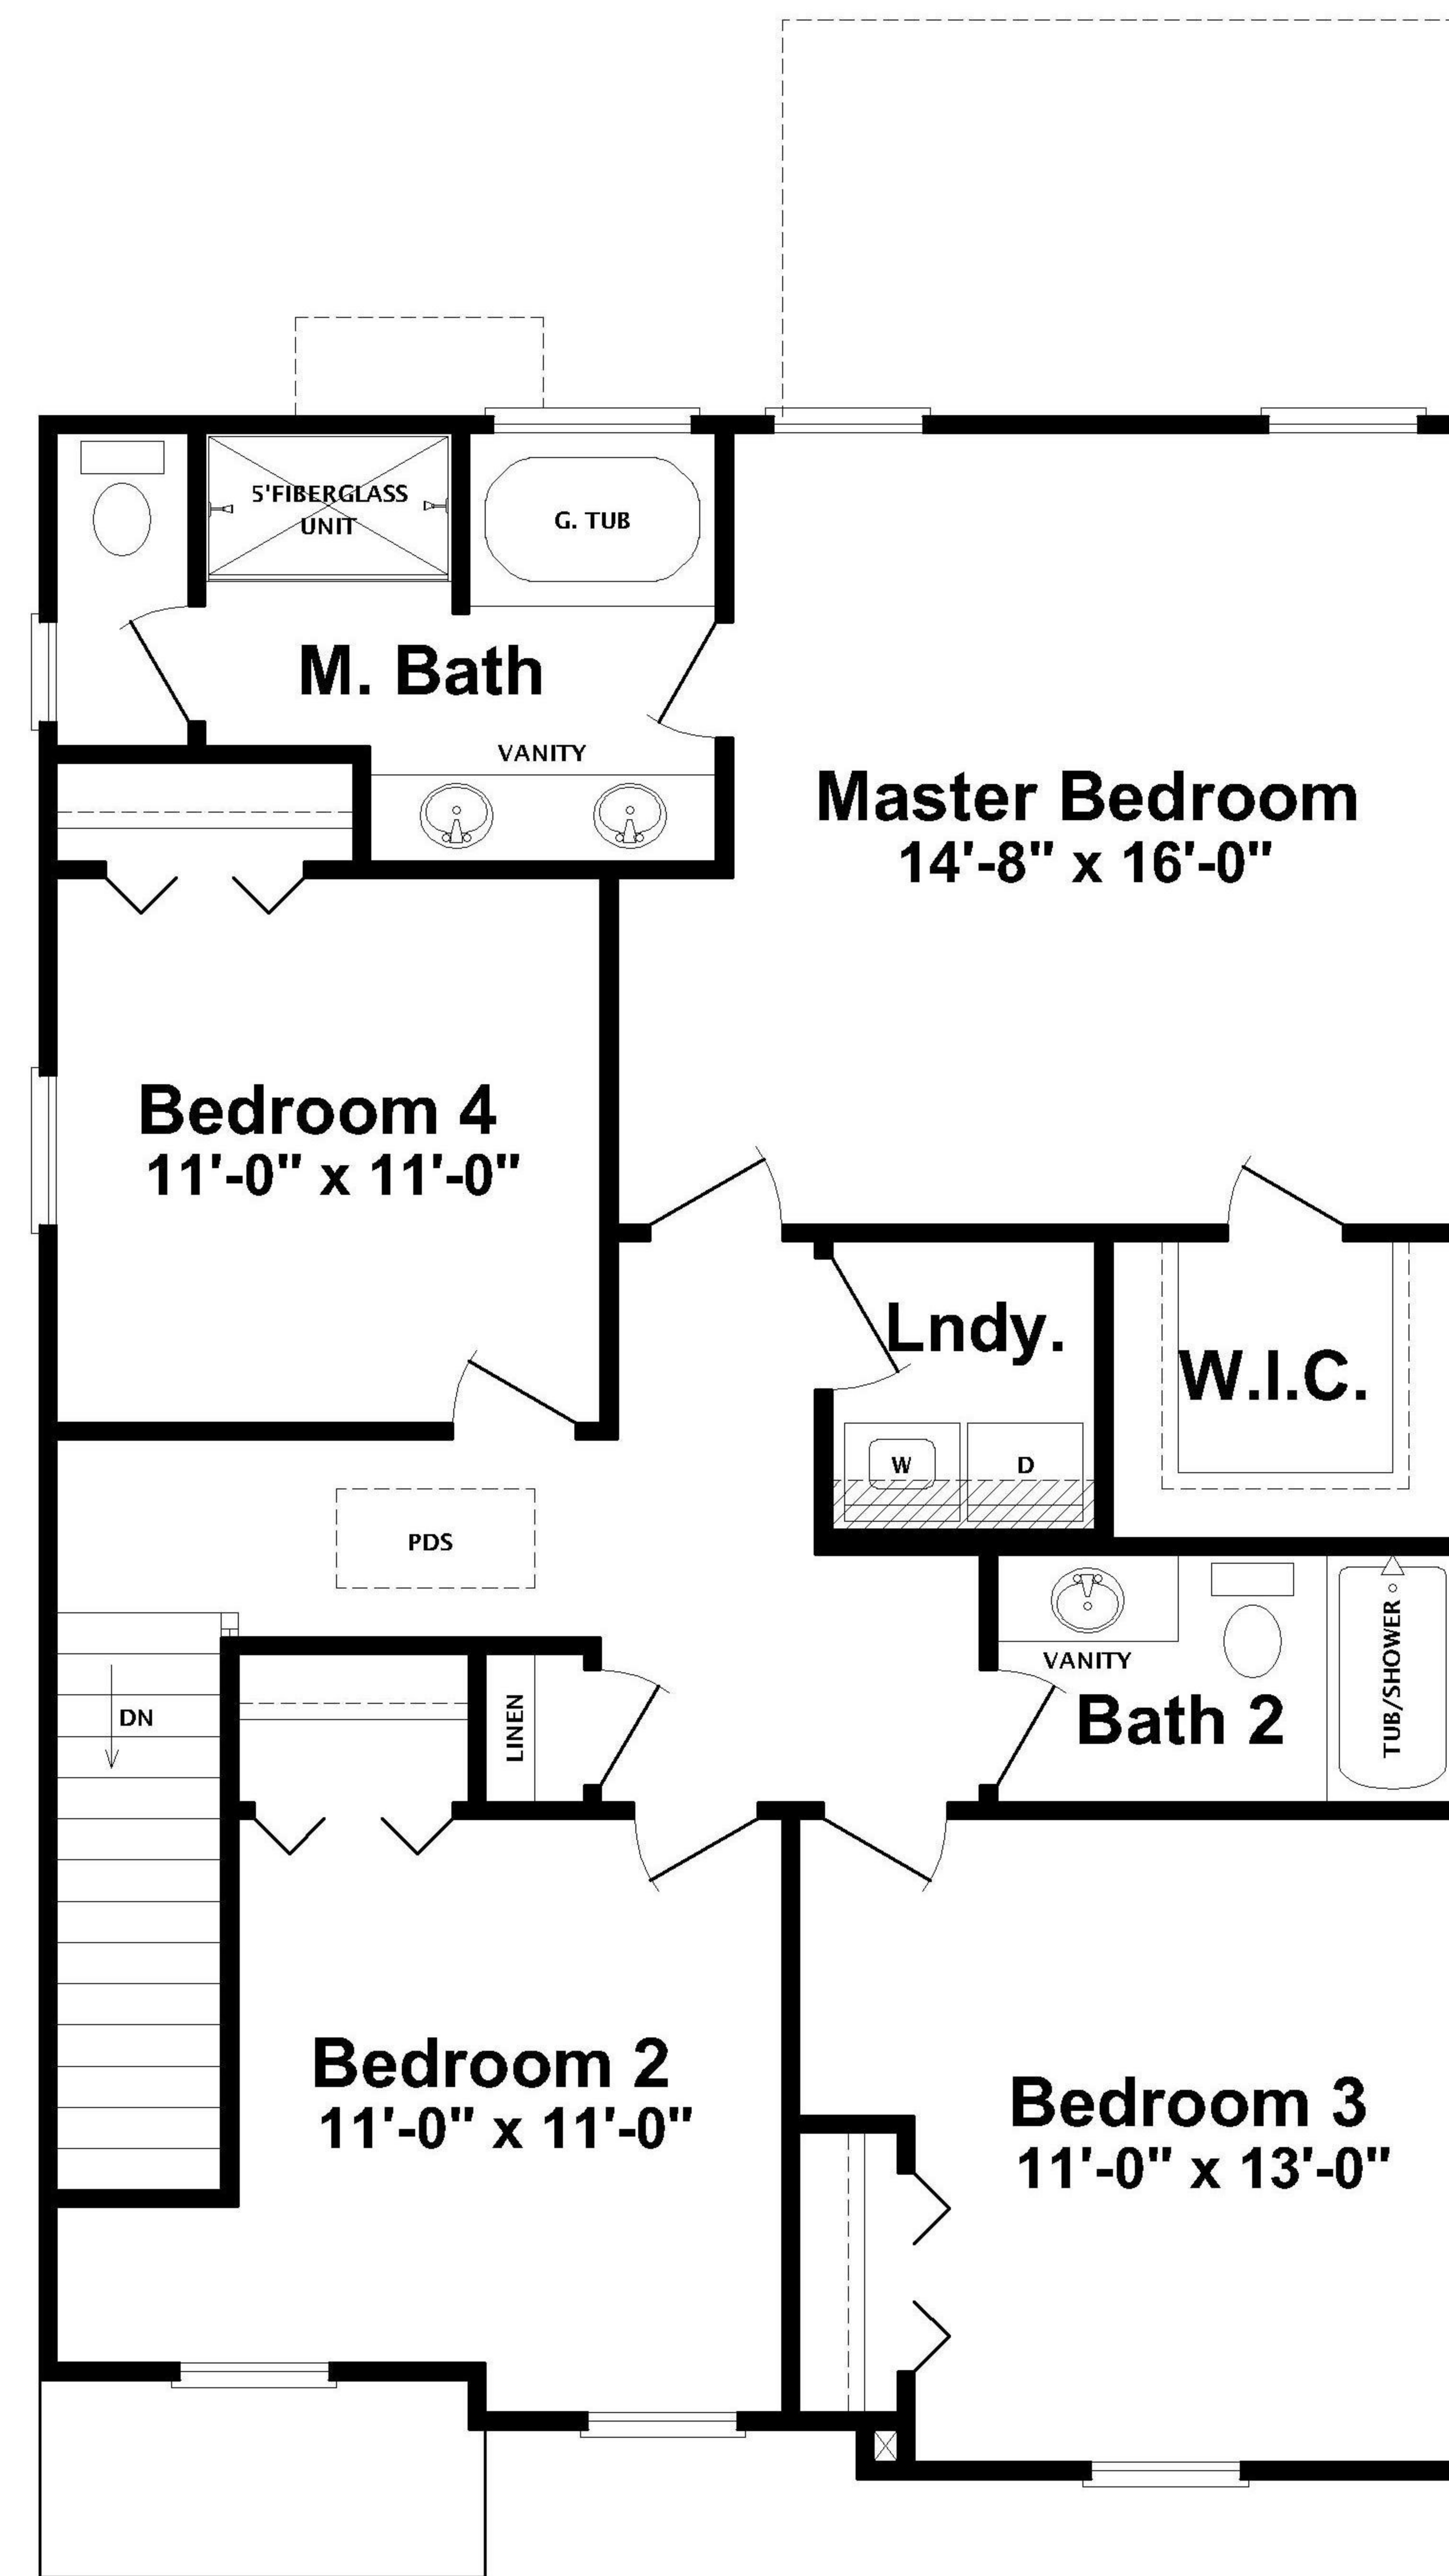 5'FIBERGLASS
UNIT
G. TUB
M. Bath
VANITY
Master Bedroom
14'-8" x 16'-0"
Bedroom 4
11'-0" x 11'-0"
Lndy.
W.I.C.
W
D
PDS
VANITY
TUB/SHOWER
Bath 2
DN
LINEN
Bedroom 2
11'-0" x 11'-0"
Bedroom 3
11'-0" x 13'-0"